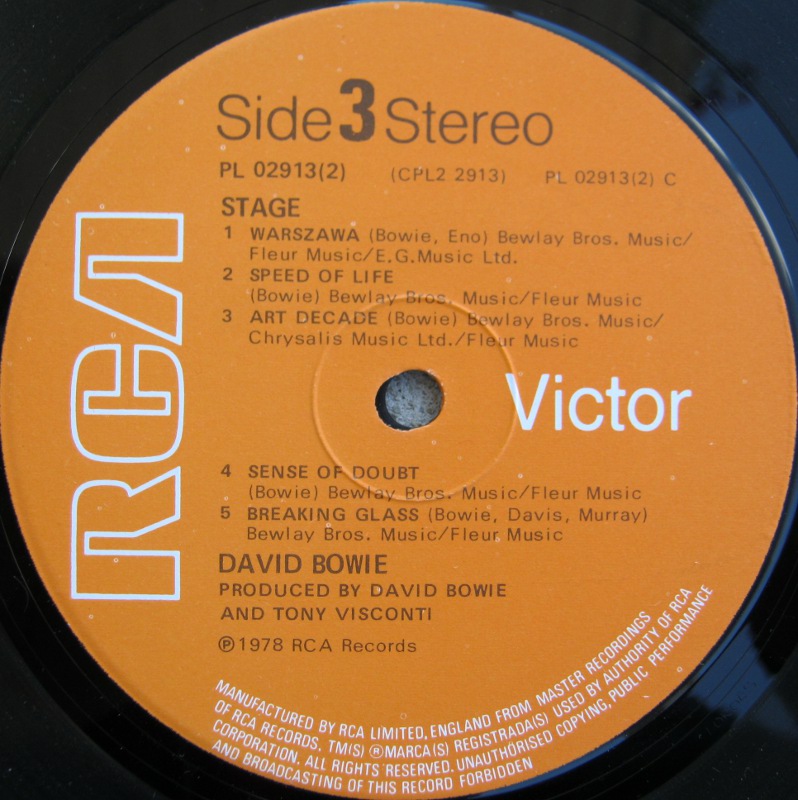 Side 3 Stereo
PL 02913(2) (CPL2 2913) PL 02913(2) C
STAGE
1 WARSZAWA (Bowie, Eno) Bewlay Bros. Music/
Fleur Music/E.G.Music Ltd.
2 SPEED OF LIFE
(Bowie) Bewlay Bros. Music/Fleur Music
3 ART DECADE (Bowie) Bewlay Bros. Music/
Chrysalis Music Ltd./Fleur Music
RCA
Victor
4 SENSE OF DOUBT
(Bowie) Bewlay Bros. Music/Fleur Music
5 BREAKING GLASS (Bowie, Davis, Murray)
Bewlay Bros. Music/Fleur Music
DAVID BOWIE
PRODUCED BY DAVID BOWIE
AND TONY VISCONTI
℗1978 RCA Records
MANUFACTURED BY RCA LIMITED, ENGLAND FROM MASTER RECORDINGS
OF RCA RECORDS. TM(S) ® MARCA(S) REGISTRADA(S) USED BY AUTHORITY OF RCA
CORPORATION. ALL RIGHTS RESERVED. UNAUTHORISED COPYING, PUBLIC PERFORMANCE
AND BROADCASTING OF THIS RECORD FORBIDDEN